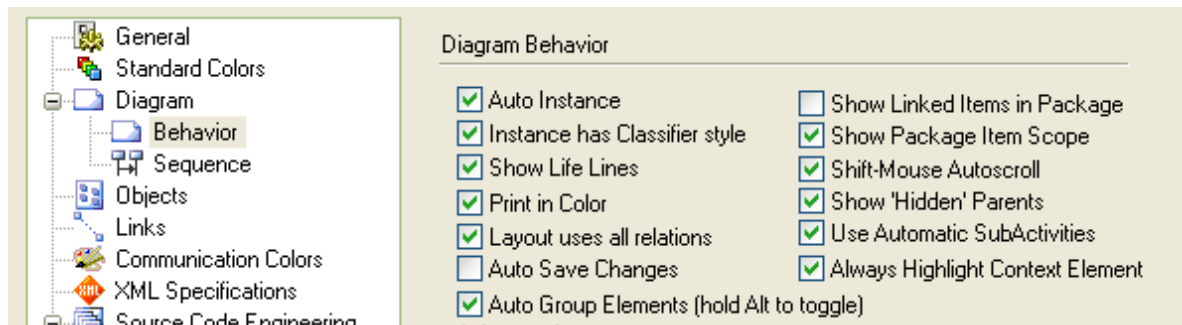 General
Standard Colors
Diagram
Behavior
Sequence
Objects
Links
Communication Colors
XML Specifications
Source Code Engineering
Diagram Behavior
Auto Instance
Instance has Classifier style
Show Life Lines
Print in Color
Layout uses all relations
Auto Save Changes
Auto Group Elements (hold Alt to toggle)
Show Linked Items in Package
Show Package Item Scope
Shift-Mouse Autoscroll
Show 'Hidden' Parents
Use Automatic SubActivities
Always Highlight Context Element